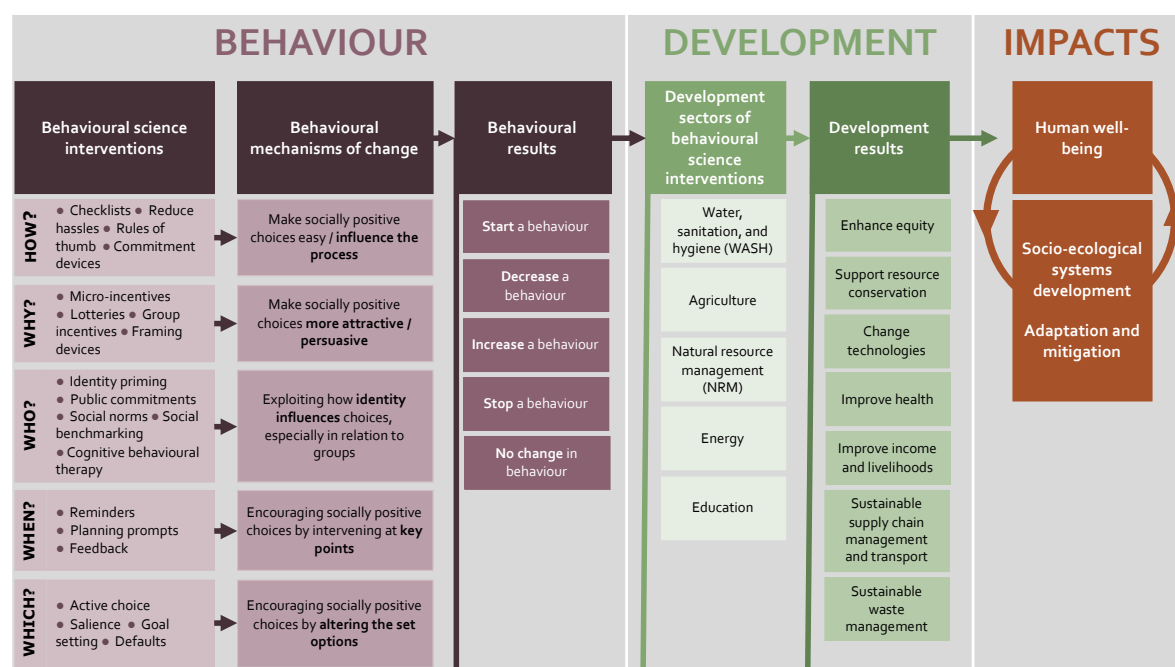 BEHAVIOUR
DEVELOPMENT
IMPACTS
Behavioural science
interventions
Behavioural
mechanisms of change
Behavioural
results
Development
sectors of
behavioural
science
interventions
Development
results
Human well-
being
HOW?
● Checklists ● Reduce
hassles ● Rules of
thumb ● Commitment
devices
Make socially positive
choices easy / influence the
process
WHY?
● Micro-incentives
● Lotteries ● Group
incentives ● Framing
devices
Make socially positive
choices more attractive /
persuasive
WHO?
● Identity priming
● Public commitments
● Social norms ● Social
benchmarking
● Cognitive behavioural
therapy
Exploiting how identity
influences choices,
especially in relation to
groups
WHEN?
● Reminders
● Planning prompts
● Feedback
Encouraging socially positive
choices by intervening at key
points
WHICH?
● Active choice
● Salience ● Goal
setting ● Defaults
Encouraging socially positive
choices by altering the set
options
Start a behaviour
Decrease a
behaviour
Increase a behaviour
Stop a behaviour
No change in
behaviour
Water,
sanitation, and
hygiene (WASH)
Agriculture
Natural resource
management
(NRM)
Energy
Education
Enhance equity
Support resource
conservation
Change
technologies
Improve health
Improve income
and livelihoods
Sustainable
supply chain
management
and transport
Sustainable
waste
management
Socio-ecological
systems
development
Adaptation and
mitigation